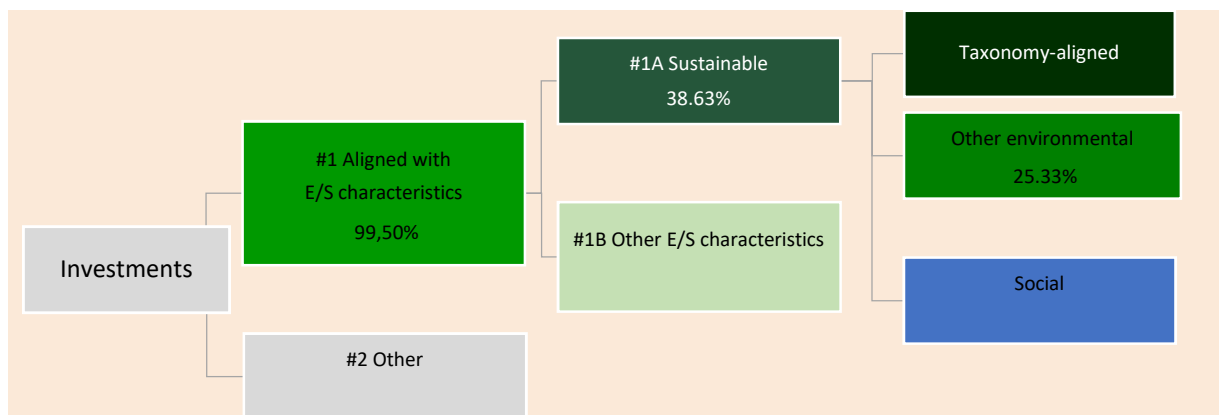 Investments
#1 Aligned with
E/S characteristics
99,50%
#2 Other
#1A Sustainable
38.63%
#1B Other E/S characteristics
Taxonomy-aligned
Other environmental
25.33%
Social